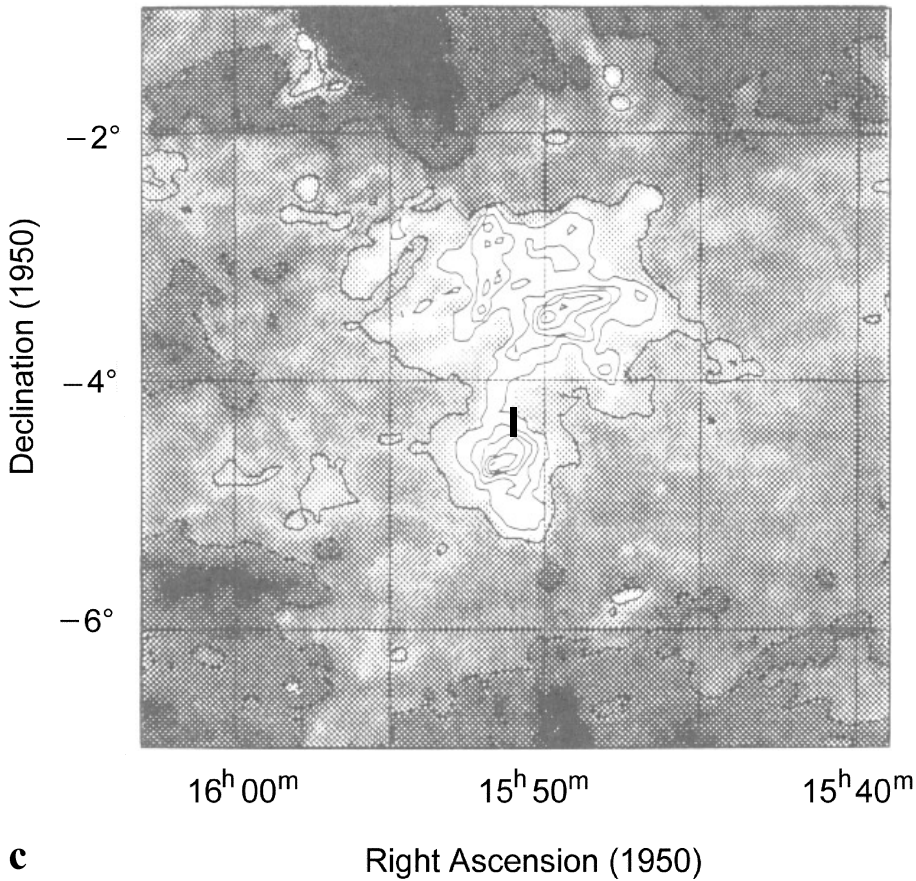 −2°
−4°
−6°
Declination (1950)
16ʰ 00ᵐ 15ʰ 50ᵐ 15ʰ 40ᵐ
c Right Ascension (1950)